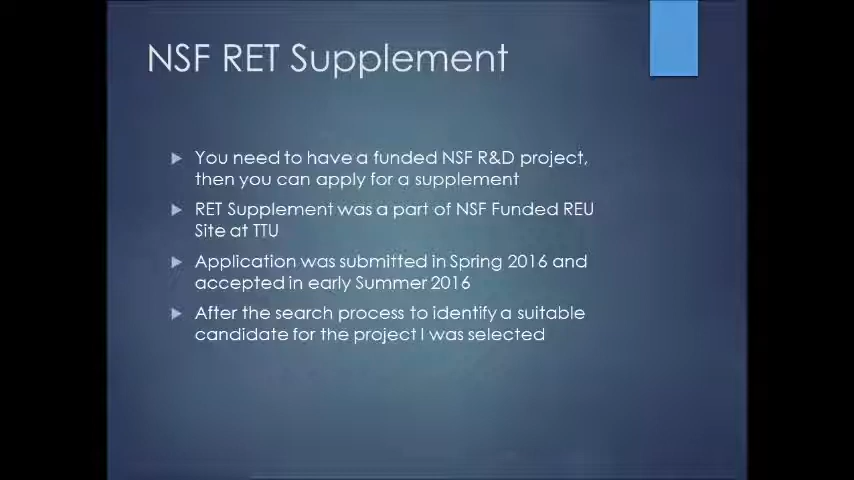 NSF RET Supplement
You need to have a funded NSF R&D project,
then you can apply for a supplement
RET Supplement was a part of NSF Funded REU
Site at TTU
Application was submitted in Spring 2016 and
accepted in early Summer 2016
After the search process to identify a suitable
candidate for the project I was selected